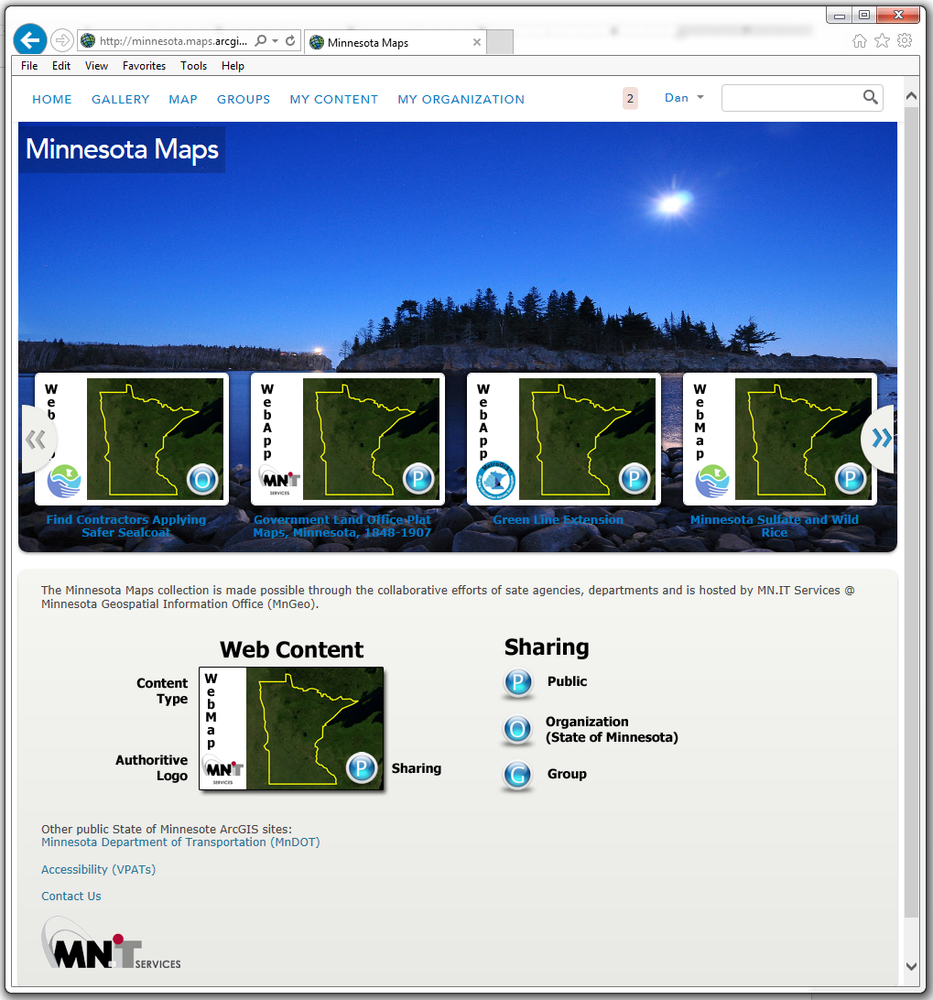 http://minnesota.maps.arcgi...
Minnesota Maps
File Edit View Favorites Tools Help
HOME GALLERY MAP GROUPS MY CONTENT MY ORGANIZATION 2 Dan
Minnesota Maps
Web
p
O
Find Contractors Applying
Safer Sealcoat
WebApp
MNIT
SERVICES
P
Government Land Office Plat
Maps, Minnesota, 1848-1907
WebApp
MetroGIS
P
Green Line Extension
WebMap
P
Minnesota Sulfate and Wild
Rice
The Minnesota Maps collection is made possible through the collaborative efforts of sate agencies, departments and is hosted by MN.IT Services @
Minnesota Geospatial Information Office (MnGeo).
Web Content
Content
Type
WebMap
Authoritive
Logo
MNIT
SERVICES
P
Sharing
Sharing
P Public
O Organization
(State of Minnesota)
G Group
Other public State of Minnesote ArcGIS sites:
Minnesota Department of Transportation (MnDOT)
Accessibility (VPATs)
Contact Us
MN.IT SERVICES